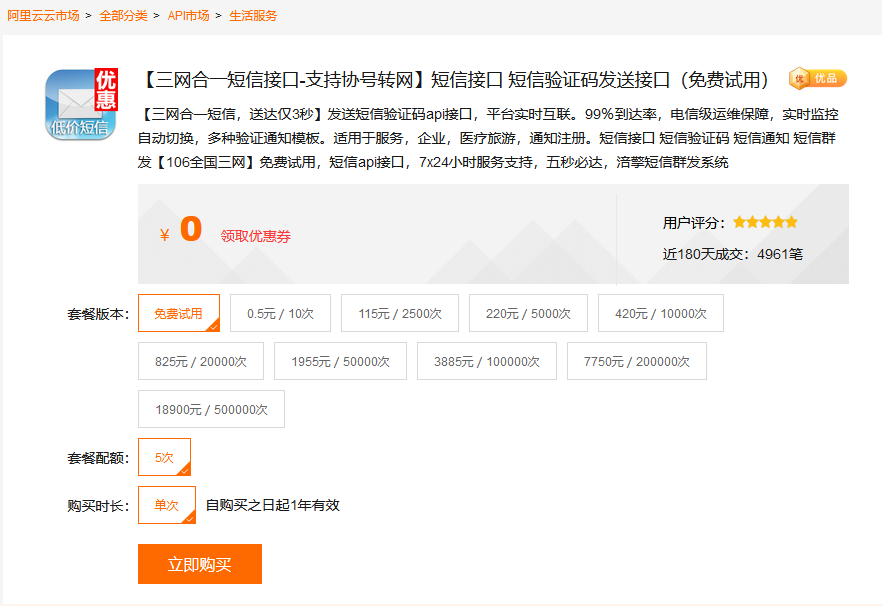 阿里云云市场 > 全部分类 > API市场 > 生活服务
优惠
低价短信
【三网合一短信接口-支持协号转网】短信接口 短信验证码发送接口（免费试用）
优 优品
【三网合一短信，送达仅3秒】发送短信验证码api接口，平台实时互联。99%到达率，电信级运维保障，实时监控
自动切换，多种验证通知模板。适用于服务，企业，医疗旅游，通知注册。短信接口 短信验证码 短信通知 短信群
发【106全国三网】免费试用，短信api接口，7x24小时服务支持，五秒必达，涪擎短信群发系统
¥ 0 领取优惠券
用户评分：
近180天成交：4961笔
套餐版本： 免费试用 0.5元 / 10次 115元 / 2500次 220元 / 5000次 420元 / 10000次
825元 / 20000次 1955元 / 50000次 3885元 / 100000次 7750元 / 200000次
18900元 / 500000次
套餐配额： 5次
购买时长： 单次 自购买之日起1年有效
立即购买